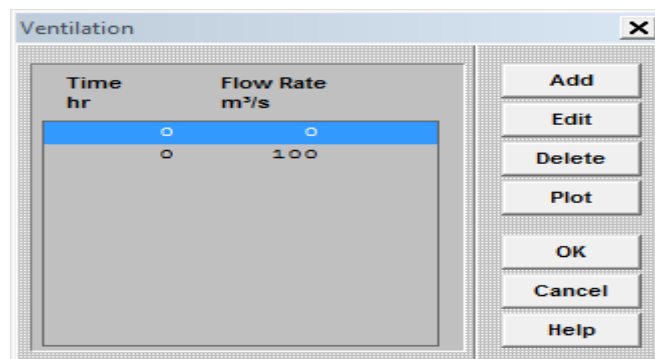 Ventilation
Time Flow Rate
hr m³/s
0 0
0 100
Add
Edit
Delete
Plot
OK
Cancel
Help